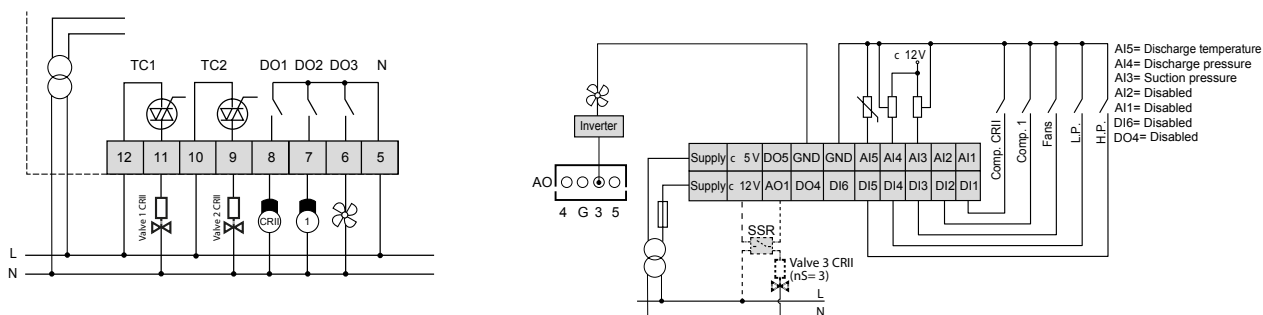 TC1 TC2 DO1 DO2 DO3 N
12 11 10 9 8 7 6 5
Valve 1 CRII
Valve 2 CRII
CRII
1
L
N
c 12V
Inverter
AO
4 G 3 5
Supply c 5 V DO5 GND GND AI5 AI4 AI3 AI2 AI1
Supply c 12 V AO1 DO4 DI6 DI5 DI4 DI3 DI2 DI1
SSR
Valve 3 CRII
(nS= 3)
L
N
Comp. CRII
Comp. 1
Fans
L.P.
H.P.
AI5= Discharge temperature
AI4= Discharge pressure
AI3= Suction pressure
AI2= Disabled
AI1= Disabled
DI6= Disabled
DO4= Disabled